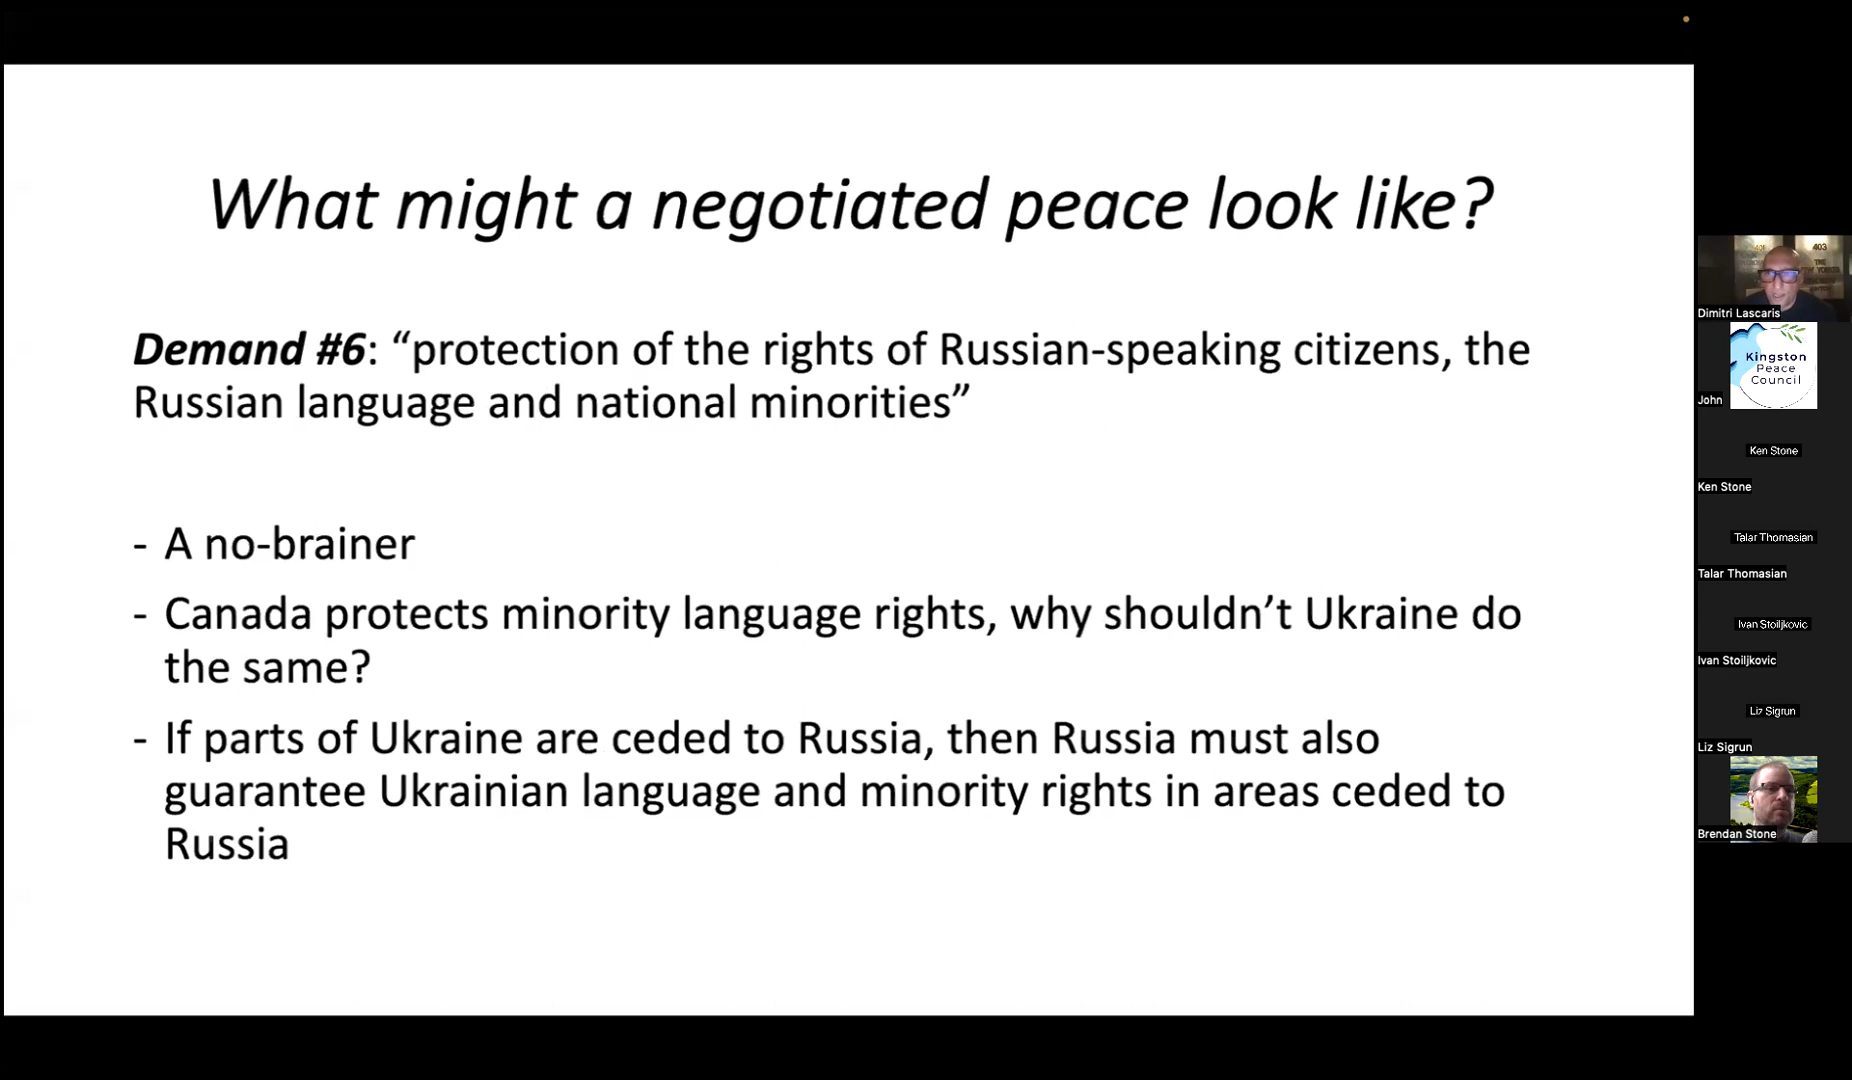 What might a negotiated peace look like?
Demand #6: “protection of the rights of Russian-speaking citizens, the
Russian language and national minorities”
- A no-brainer
- Canada protects minority language rights, why shouldn’t Ukraine do
the same?
- If parts of Ukraine are ceded to Russia, then Russia must also
guarantee Ukrainian language and minority rights in areas ceded to
Russia
403
THE
Dimitri Lascaris
Kingston
Peace
Council
John
Ken Stone
Ken Stone
Talar Thomasian
Talar Thomasian
Ivan Stoiljkovic
Ivan Stoiljkovic
Liz Sigrun
Liz Sigrun
Brendan Stone